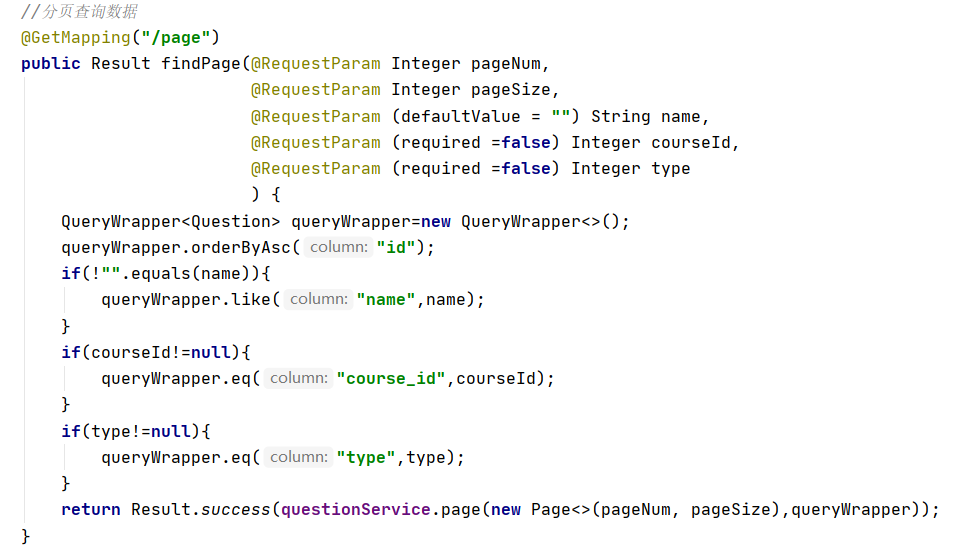 //分页查询数据
@GetMapping("/page")
public Result findPage(@RequestParam Integer pageNum,
@RequestParam Integer pageSize,
@RequestParam (defaultValue = "") String name,
@RequestParam (required =false) Integer courseId,
@RequestParam (required =false) Integer type
) {
QueryWrapper<Question> queryWrapper=new QueryWrapper<>();
queryWrapper.orderByAsc( column: "id");
if(!"".equals(name)){
queryWrapper.like( column: "name",name);
}
if(courseId!=null){
queryWrapper.eq( column: "course_id",courseId);
}
if(type!=null){
queryWrapper.eq( column: "type",type);
}
return Result.success(questionService.page(new Page<>(pageNum, pageSize),queryWrapper));
}